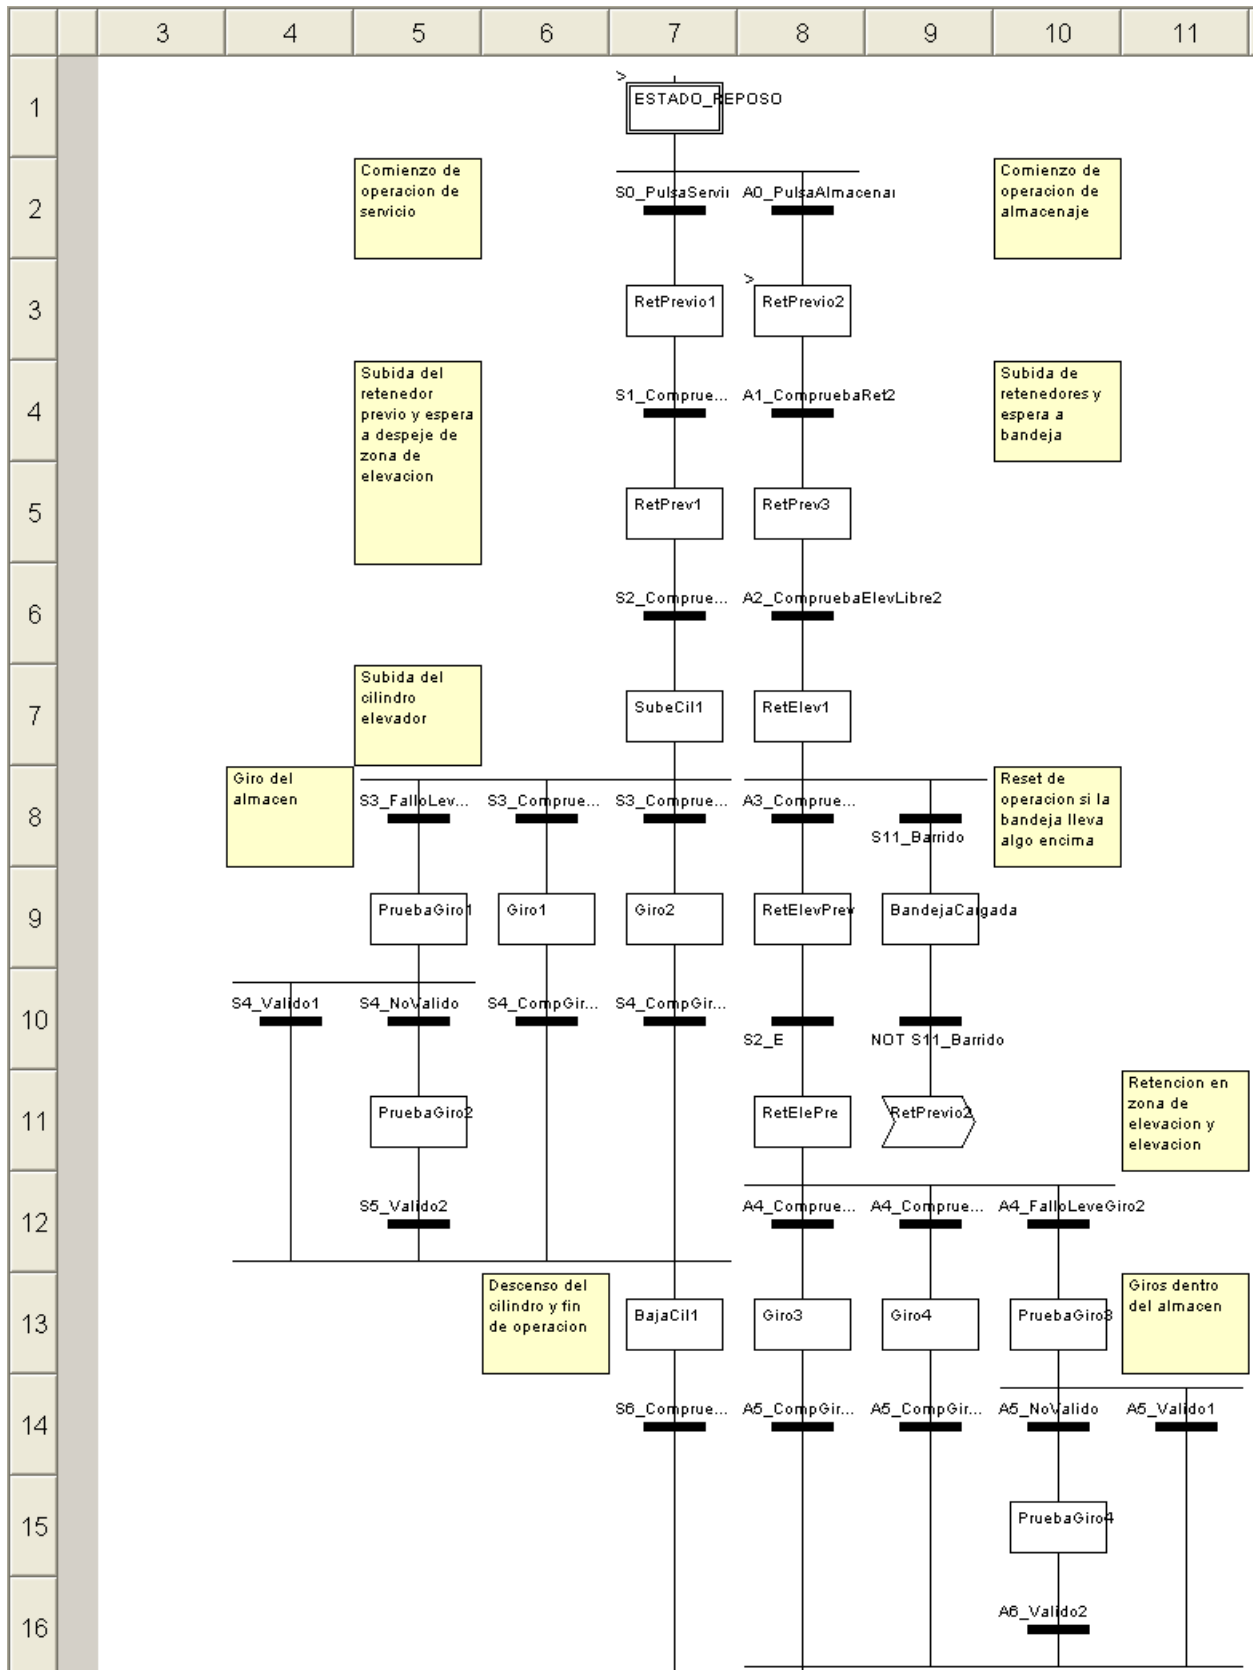 3 4 5 6 7 8 9 10 11
1
>
ESTADO_REPOSO
2
Comienzo de
operacion de
servicio
S0_PulsaServir
A0_PulsaAlmacenar
Comienzo de
operacion de
almacenaje
3
RetPrevio1
>
RetPrevio2
4
Subida del
retenedor
previo y espera
a despeje de
zona de
elevacion
S1_Comprue...
A1_CompruebaRet2
Subida de
retenedores y
espera a
bandeja
5
RetPrev1
RetPrev3
6
S2_Comprue...
A2_CompruebaElevLibre2
7
Subida del
cilindro
elevador
SubeCil1
RetElev1
8
Giro del
almacen
S3_FalloLev...
S3_Comprue...
S3_Comprue...
A3_Comprue...
S11_Barrido
Reset de
operacion si la
bandeja lleva
algo encima
9
PruebaGiro1
Giro1
Giro2
RetElevPrev
BandejaCargada
10
S4_Valido1
S4_NoValido
S4_CompGir...
S4_CompGir...
S2_E
NOT S11_Barrido
11
PruebaGiro2
RetElePre
RetPrevio2
Retencion en
zona de
elevacion y
elevacion
12
S5_Valido2
A4_Comprue...
A4_Comprue...
A4_FalloLeveGiro2
13
Descenso del
cilindro y fin
de operacion
BajaCil1
Giro3
Giro4
PruebaGiro3
Giros dentro
del almacen
14
S6_Comprue...
A5_CompGir...
A5_CompGir...
A5_NoValido
A5_Valido1
15
PruebaGiro4
16
A6_Valido2